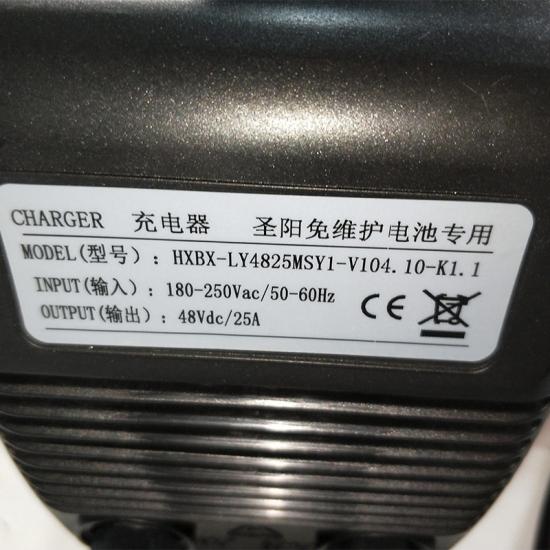 CHARGER 充电器 圣阳免维护电池专用
MODEL(型号): HXBX-LY4825MSY1-V104.10-K1.1
INPUT(输入): 180-250Vac/50-60Hz
OUTPUT(输出): 48Vdc/25A
CE